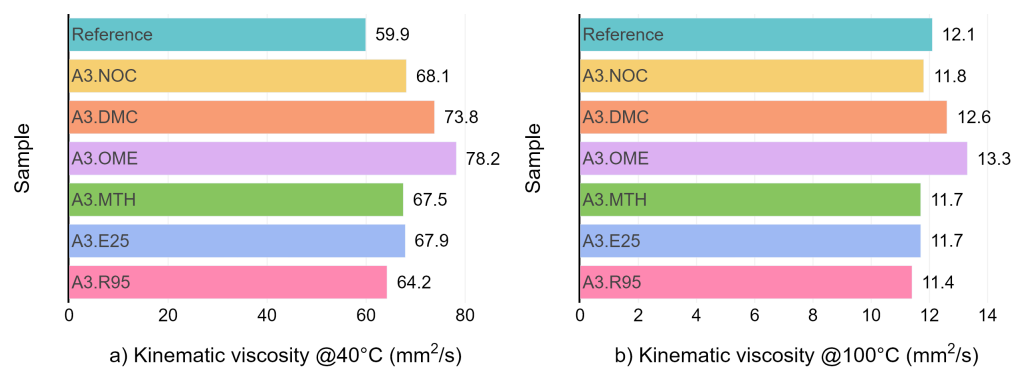 Sample
Reference 59.9
A3.NOC 68.1
A3.DMC 73.8
A3.OME 78.2
A3.MTH 67.5
A3.E25 67.9
A3.R95 64.2
0 20 40 60 80
a) Kinematic viscosity @40°C (mm²/s)
Sample
Reference 12.1
A3.NOC 11.8
A3.DMC 12.6
A3.OME 13.3
A3.MTH 11.7
A3.E25 11.7
A3.R95 11.4
0 2 4 6 8 10 12 14
b) Kinematic viscosity @100°C (mm²/s)